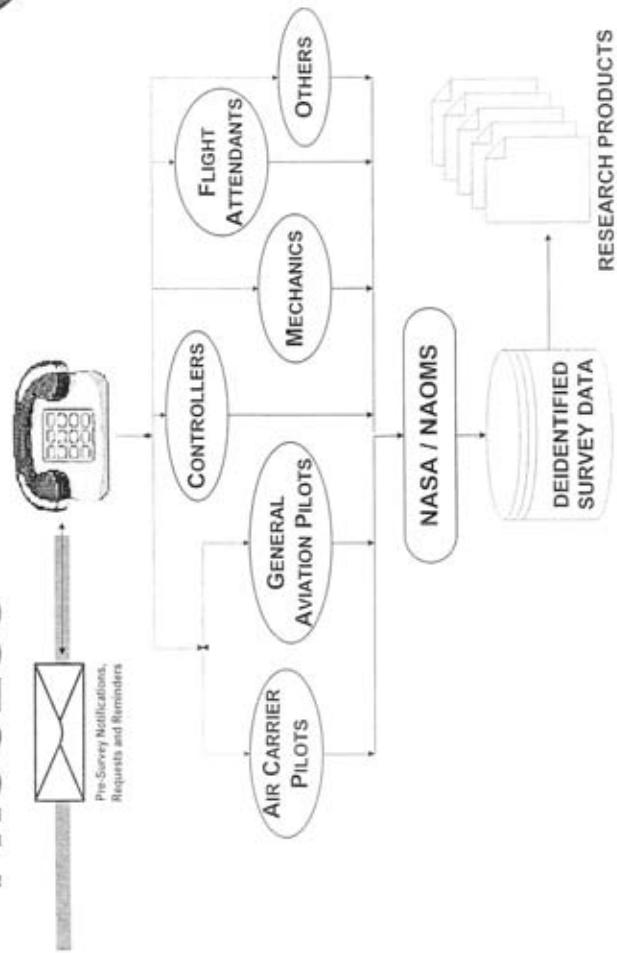 Pre-Survey Notifications,
Requests and Reminders
AIR CARRIER
PILOTS
GENERAL
AVIATION PILOTS
CONTROLLERS
MECHANICS
FLIGHT
ATTENDANTS
OTHERS
NASA / NAOMS
DEIDENTIFIED
SURVEY DATA
RESEARCH PRODUCTS